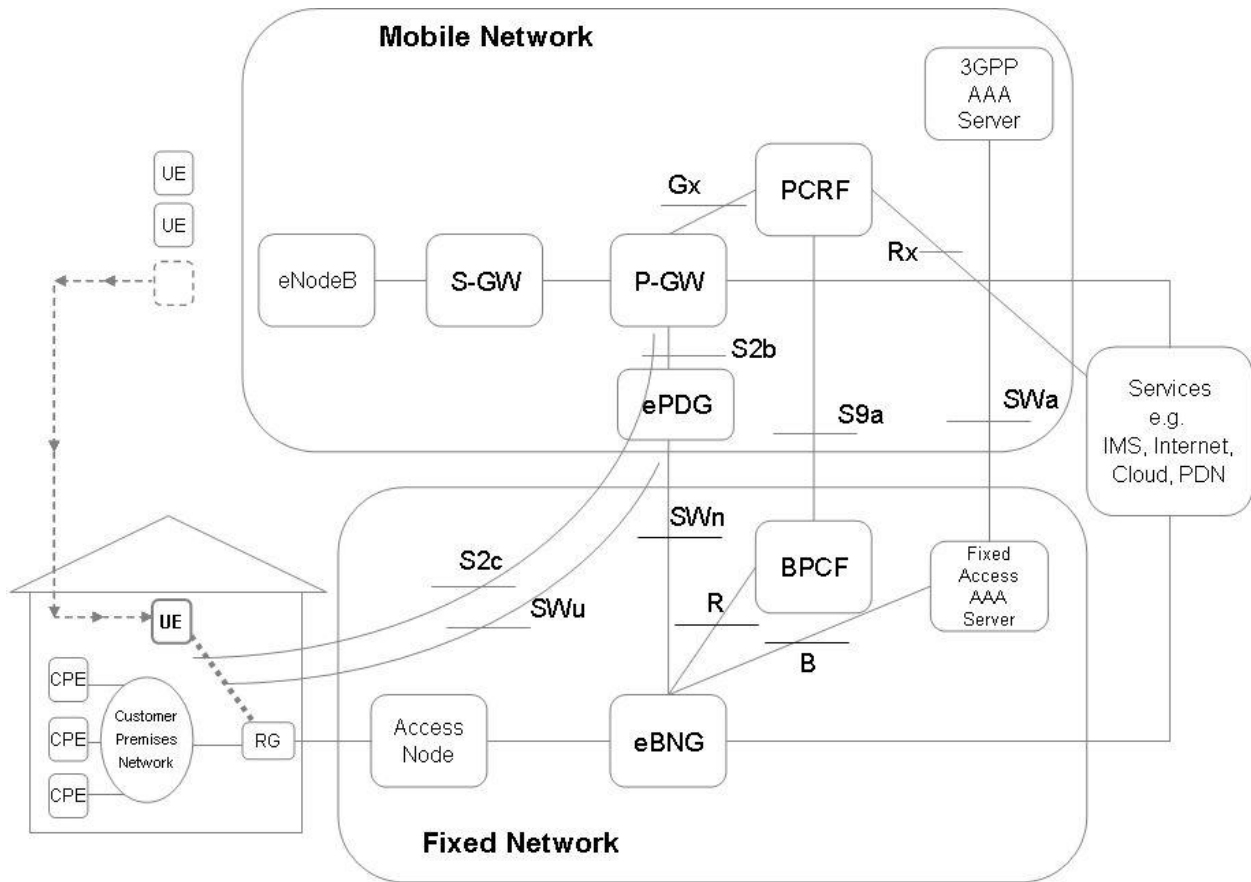 Mobile Network
3GPP
AAA
Server
UE
UE
Gx
PCRF
Rx
eNodeB
S-GW
P-GW
S2b
ePDG
S9a
SWa
Services
e.g.
IMS, Internet,
Cloud, PDN
SWn
S2c
SWu
BPCF
R
B
Fixed
Access
AAA
Server
UE
CPE
CPE
CPE
Customer
Premises
Network
RG
Access
Node
eBNG
Fixed Network